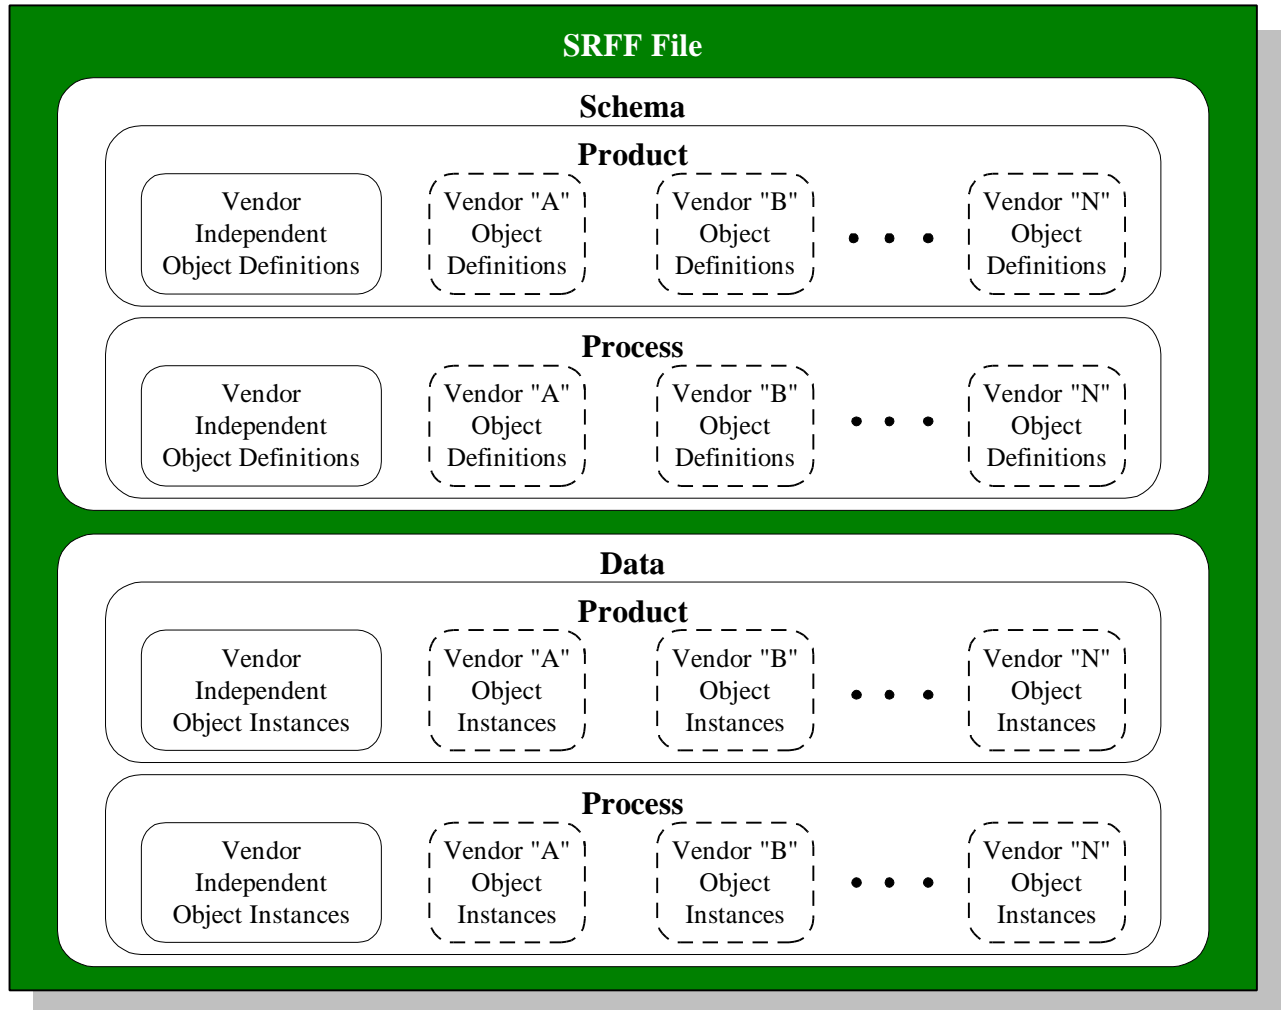 SRFF File
Schema
Product
Vendor
Independent
Object Definitions
Vendor "A"
Object
Definitions
Vendor "B"
Object
Definitions
Vendor "N"
Object
Definitions
Process
Vendor
Independent
Object Definitions
Vendor "A"
Object
Definitions
Vendor "B"
Object
Definitions
Vendor "N"
Object
Definitions
Data
Product
Vendor
Independent
Object Instances
Vendor "A"
Object
Instances
Vendor "B"
Object
Instances
Vendor "N"
Object
Instances
Process
Vendor
Independent
Object Instances
Vendor "A"
Object
Instances
Vendor "B"
Object
Instances
Vendor "N"
Object
Instances